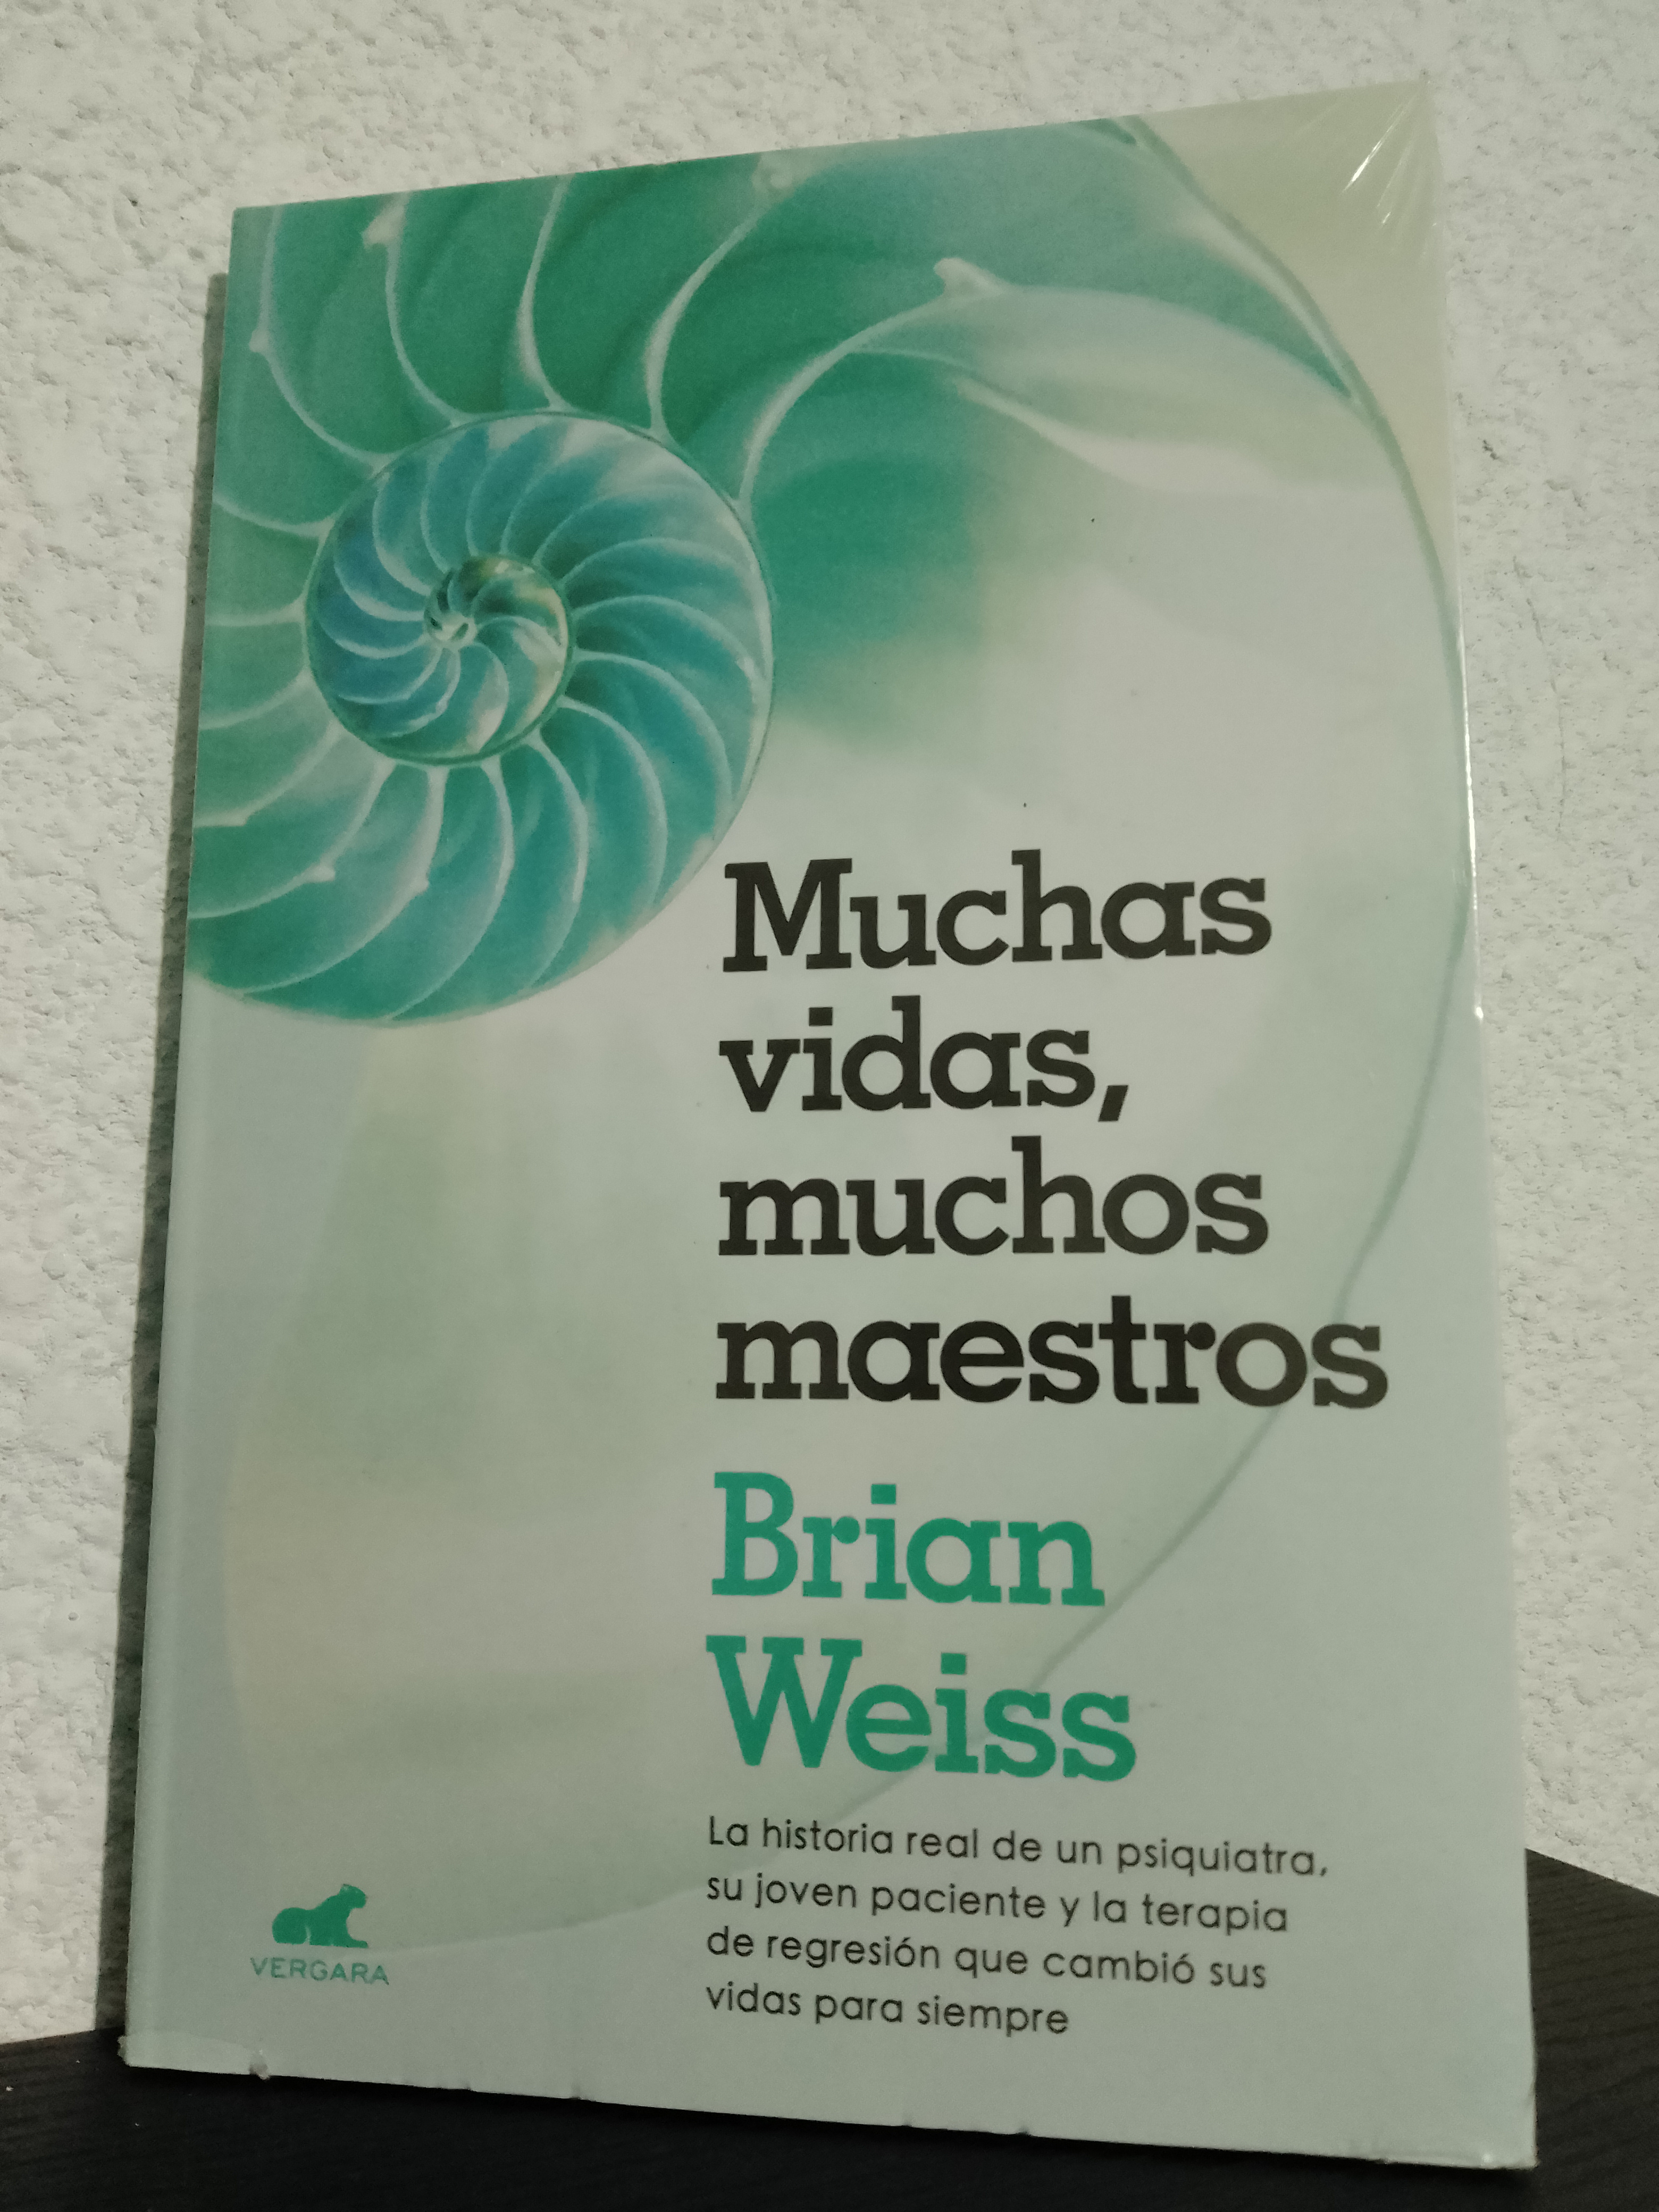 Muchas
vidas,
muchos
maestros
Brian
Weiss
La historia real de un psiquiatra,
su joven paciente y la terapia
de regresión que cambió sus
vidas para siempre
VERGARA